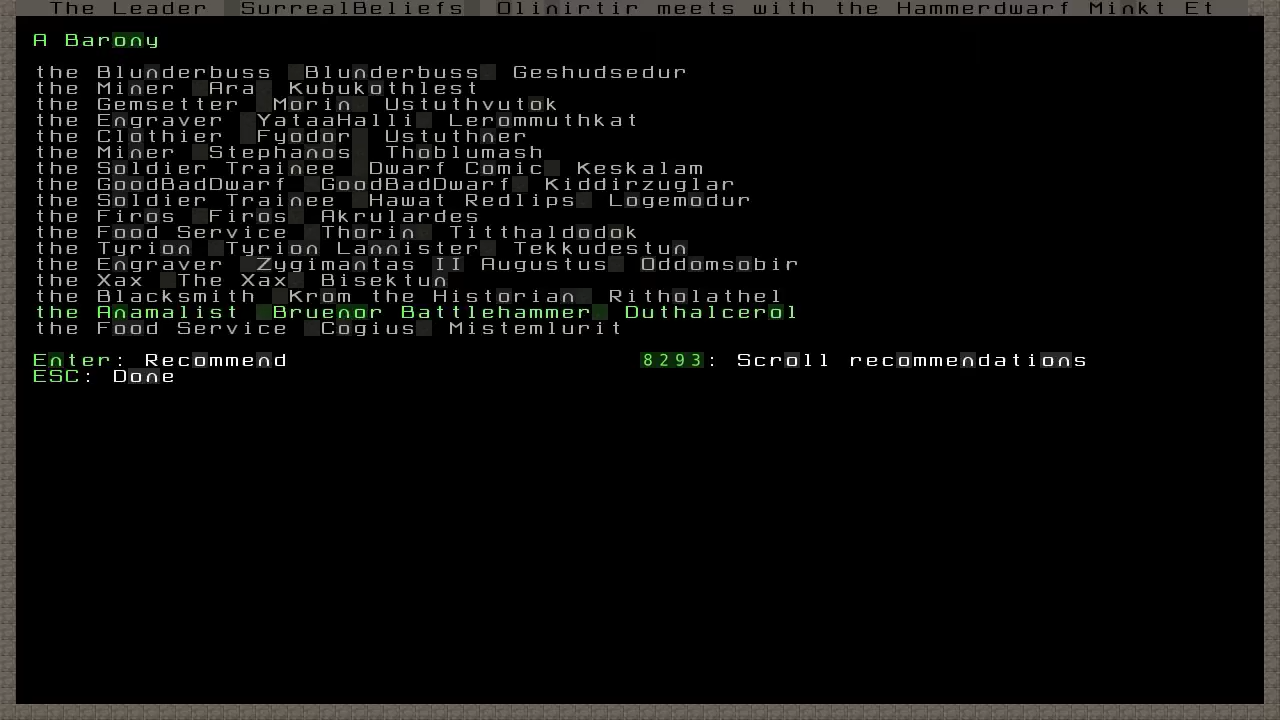 The Leader SurrealBeliefs Olinirtir meets with the Hammerdwarf Minkt Et
A Barony
the Blunderbuss Blunderbuss Geshudsedur
the Miner Ara Kubukothlest
the Gemsetter Morin Ustuthvutok
the Engraver YataaHalli Lerommuthkat
the Clothier Fyodor Ustuthner
the Miner Stephanos Thoblumash
the Soldier Trainee Dwarf Comic Keskalam
the GoodBadDwarf GoodBadDwarf Kiddirzuglar
the Soldier Trainee Hawat Redlips Logemodur
the Firos Firos Akrulardes
the Food Service Thorin Titthaldodok
the Tyrion Tyrion Lannister Tekkudestun
the Engraver Zygimantas II Augustus Oddomsobir
the Xax The Xax Bisektun
the Blacksmith Krom the Historian Ritholathel
the Anamalist Bruenor Battlehammer Duthalcerol
the Food Service Cogius Mistemlurit
Enter: Recommend 8293: Scroll recommendations
ESC: Done